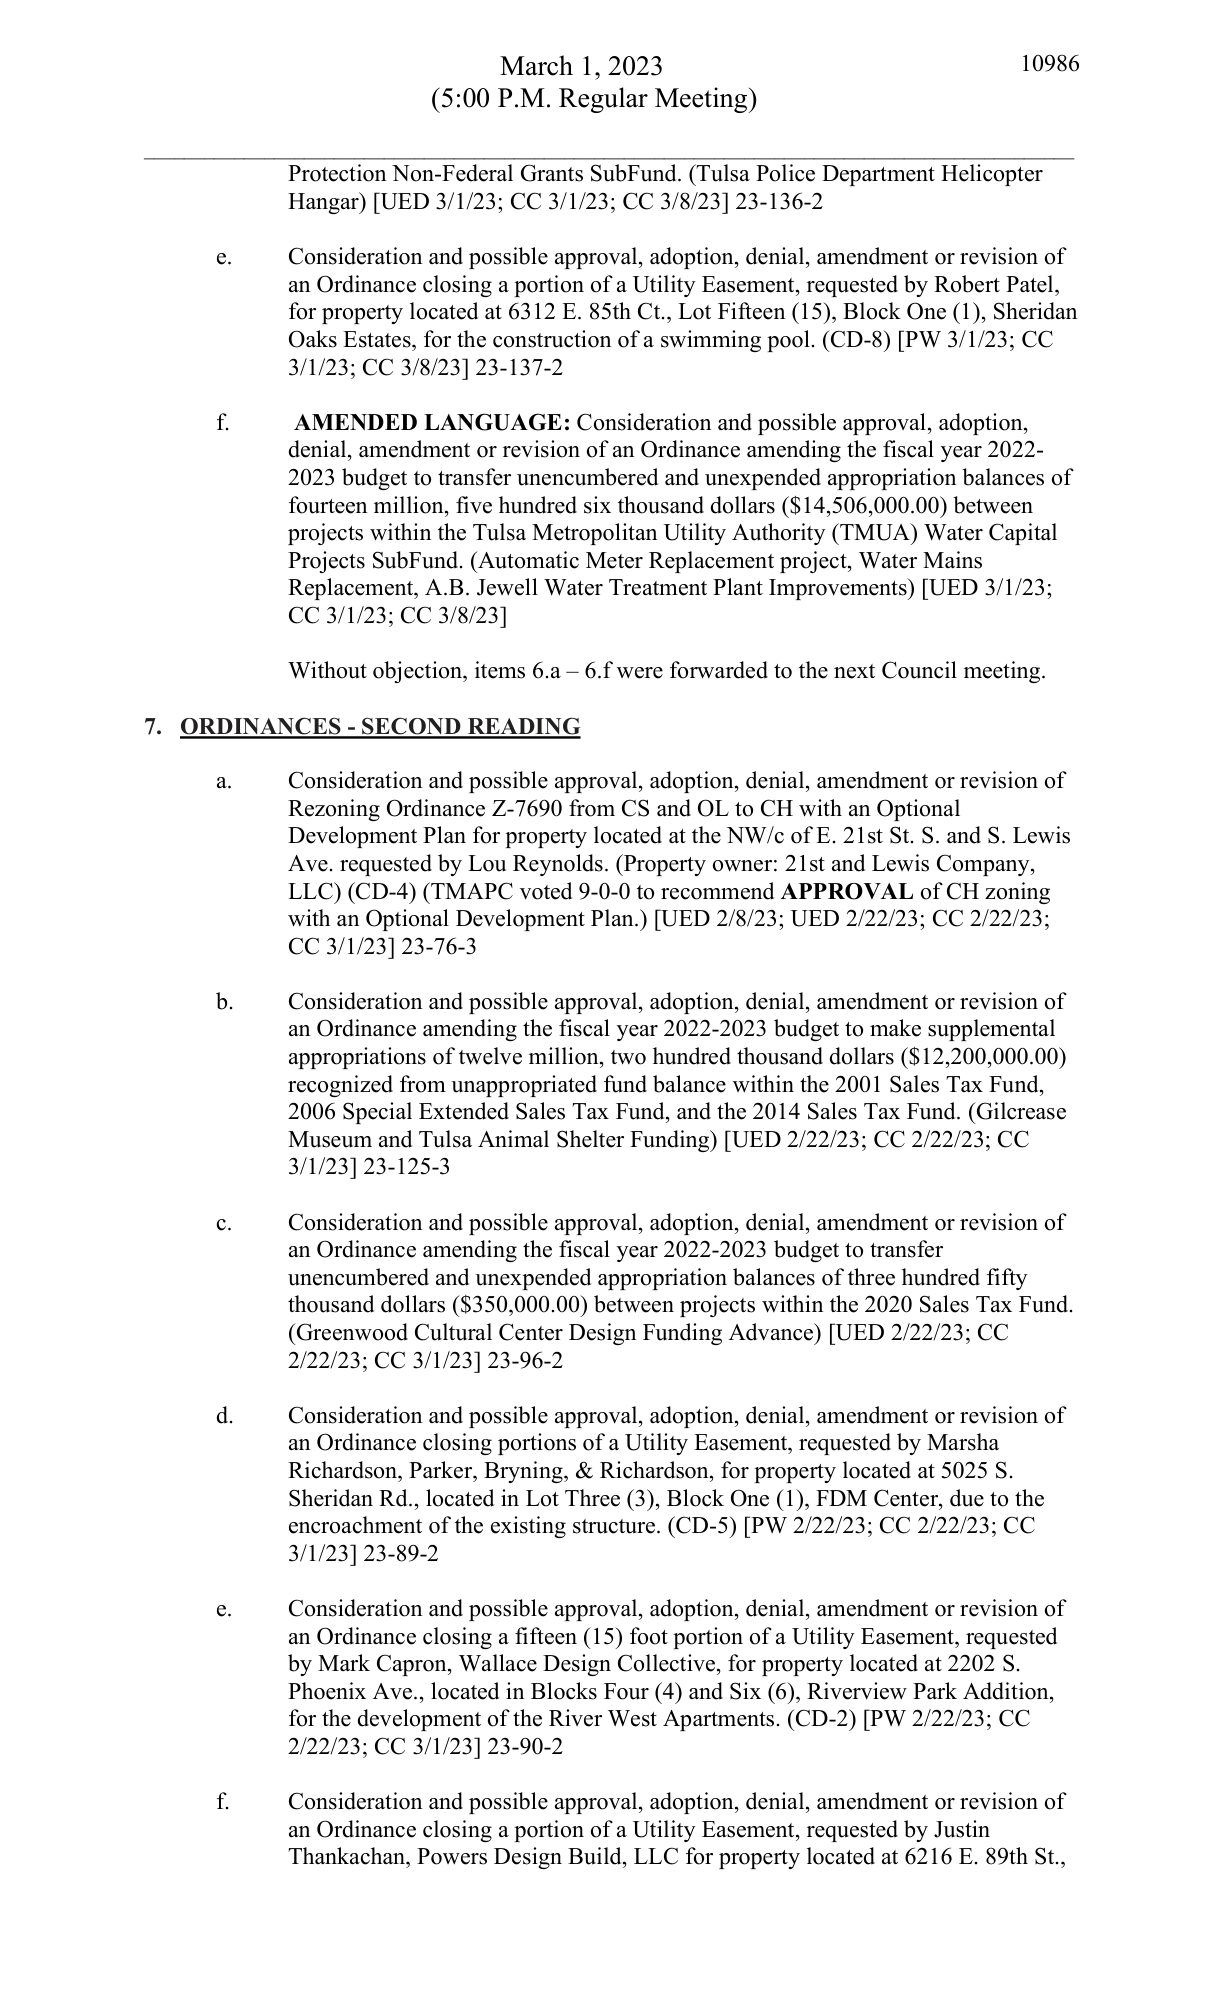 March 1, 2023
10986
(5:00 P.M. Regular Meeting)
Protection Non-Federal Grants SubFund. (Tulsa Police Department Helicopter
Hangar) [UED 3/1/23; CC 3/1/23; CC 3/8/23] 23-136-2
e. Consideration and possible approval, adoption, denial, amendment or revision of
an Ordinance closing a portion of a Utility Easement, requested by Robert Patel,
for property located at 6312 E. 85th Ct., Lot Fifteen (15), Block One (1), Sheridan
Oaks Estates, for the construction of a swimming pool. (CD-8) [PW 3/1/23; CC
3/1/23; CC 3/8/23] 23-137-2
f. AMENDED LANGUAGE: Consideration and possible approval, adoption,
denial, amendment or revision of an Ordinance amending the fiscal year 2022-
2023 budget to transfer unencumbered and unexpended appropriation balances of
fourteen million, five hundred six thousand dollars ($14,506,000.00) between
projects within the Tulsa Metropolitan Utility Authority (TMUA) Water Capital
Projects SubFund. (Automatic Meter Replacement project, Water Mains
Replacement, A.B. Jewell Water Treatment Plant Improvements) [UED 3/1/23;
CC 3/1/23; CC 3/8/23]
Without objection, items 6.a – 6.f were forwarded to the next Council meeting.
7. ORDINANCES - SECOND READING
a. Consideration and possible approval, adoption, denial, amendment or revision of
Rezoning Ordinance Z-7690 from CS and OL to CH with an Optional
Development Plan for property located at the NW/c of E. 21st St. S. and S. Lewis
Ave. requested by Lou Reynolds. (Property owner: 21st and Lewis Company,
LLC) (CD-4) (TMAPC voted 9-0-0 to recommend APPROVAL of CH zoning
with an Optional Development Plan.) [UED 2/8/23; UED 2/22/23; CC 2/22/23;
CC 3/1/23] 23-76-3
b. Consideration and possible approval, adoption, denial, amendment or revision of
an Ordinance amending the fiscal year 2022-2023 budget to make supplemental
appropriations of twelve million, two hundred thousand dollars ($12,200,000.00)
recognized from unappropriated fund balance within the 2001 Sales Tax Fund,
2006 Special Extended Sales Tax Fund, and the 2014 Sales Tax Fund. (Gilcrease
Museum and Tulsa Animal Shelter Funding) [UED 2/22/23; CC 2/22/23; CC
3/1/23] 23-125-3
c. Consideration and possible approval, adoption, denial, amendment or revision of
an Ordinance amending the fiscal year 2022-2023 budget to transfer
unencumbered and unexpended appropriation balances of three hundred fifty
thousand dollars ($350,000.00) between projects within the 2020 Sales Tax Fund.
(Greenwood Cultural Center Design Funding Advance) [UED 2/22/23; CC
2/22/23; CC 3/1/23] 23-96-2
d. Consideration and possible approval, adoption, denial, amendment or revision of
an Ordinance closing portions of a Utility Easement, requested by Marsha
Richardson, Parker, Bryning, & Richardson, for property located at 5025 S.
Sheridan Rd., located in Lot Three (3), Block One (1), FDM Center, due to the
encroachment of the existing structure. (CD-5) [PW 2/22/23; CC 2/22/23; CC
3/1/23] 23-89-2
e. Consideration and possible approval, adoption, denial, amendment or revision of
an Ordinance closing a fifteen (15) foot portion of a Utility Easement, requested
by Mark Capron, Wallace Design Collective, for property located at 2202 S.
Phoenix Ave., located in Blocks Four (4) and Six (6), Riverview Park Addition,
for the development of the River West Apartments. (CD-2) [PW 2/22/23; CC
2/22/23; CC 3/1/23] 23-90-2
f. Consideration and possible approval, adoption, denial, amendment or revision of
an Ordinance closing a portion of a Utility Easement, requested by Justin
Thankachan, Powers Design Build, LLC for property located at 6216 E. 89th St.,